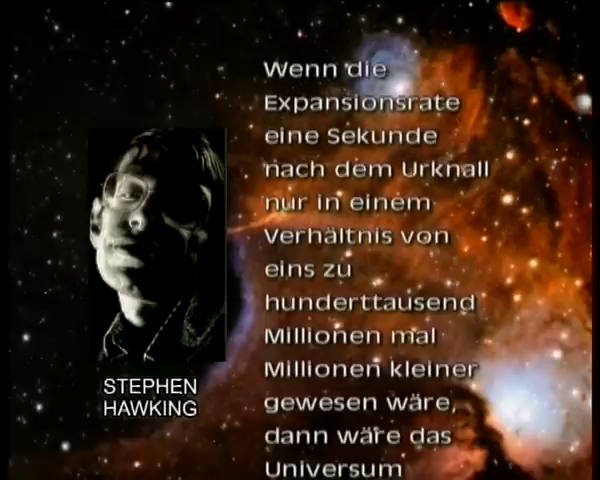 Wenn die
Expansionsrate
eine Sekunde
nach dem Urknall
nur in einem
Verhältnis von
eins zu
hunderttausend
Millionen mal
Millionen kleiner
gewesen wäre,
dann wäre das
Universum
STEPHEN
HAWKING